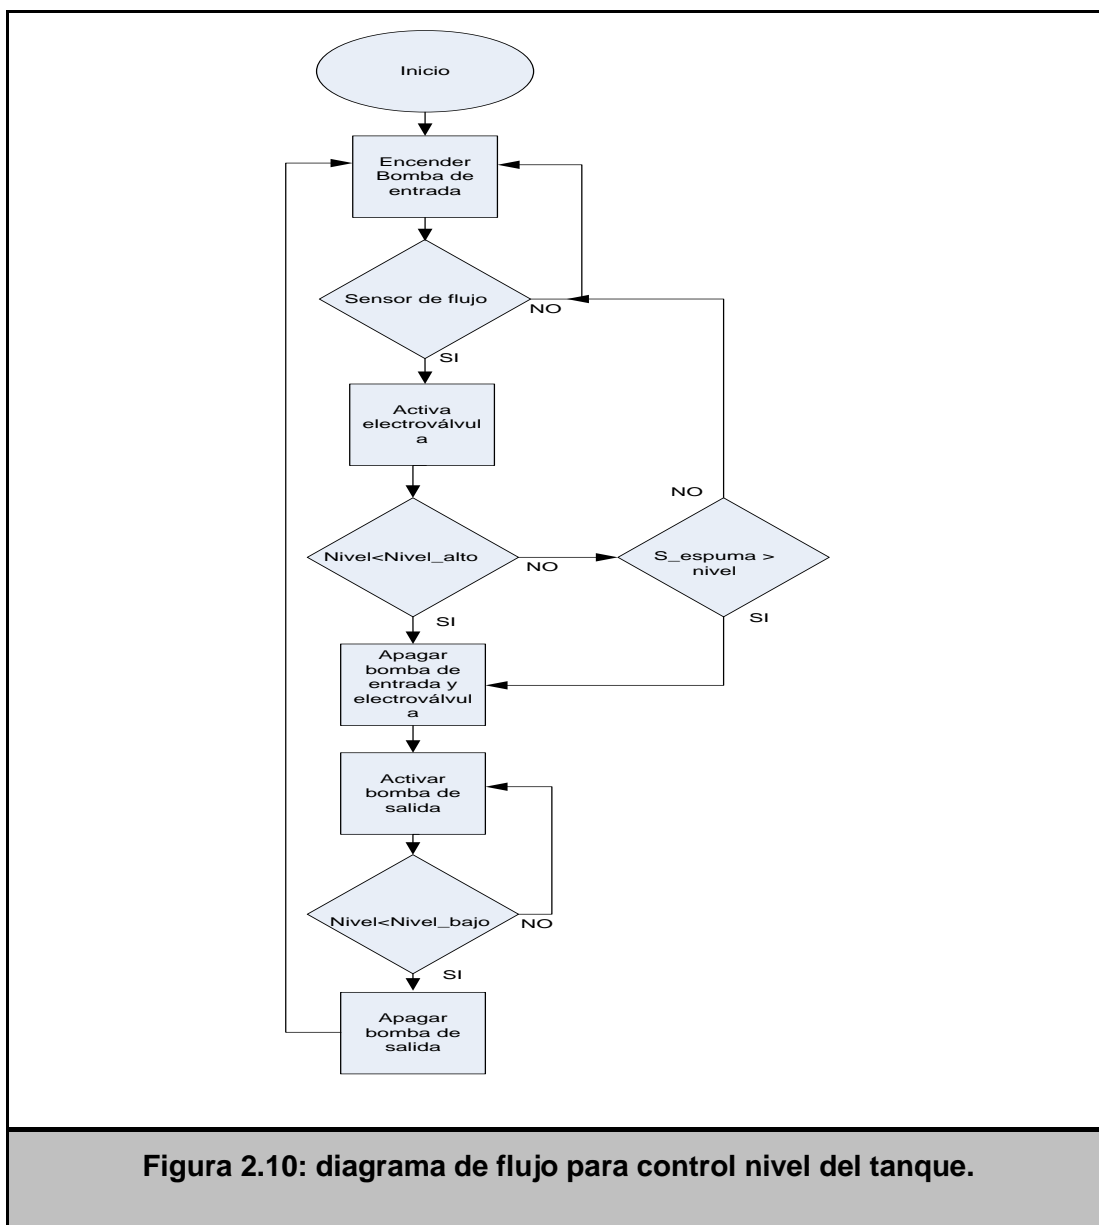 Inicio
Encender
Bomba de
entrada
Sensor de flujo
NO
SI
Activa
electroválvul
a
NO
Nivel<Nivel_alto
NO
S_espuma >
nivel
SI
SI
Apagar
bomba de
entrada y
electroválvul
a
Activar
bomba de
salida
Nivel<Nivel_bajo
NO
SI
Apagar
bomba de
salida
Figura 2.10: diagrama de flujo para control nivel del tanque.